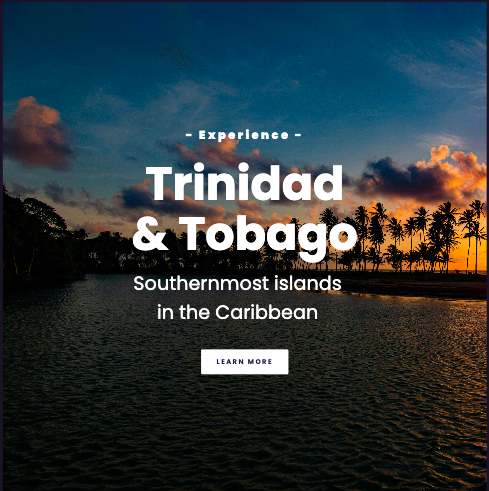 - Experience -
Trinidad
& Tobago
Southernmost islands
in the Caribbean
LEARN MORE